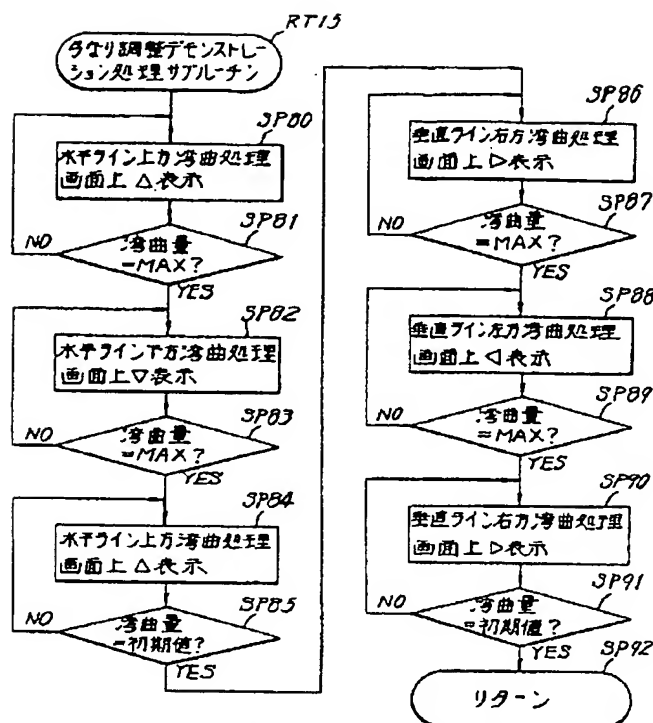 RT15
弓なり調整デモンストレー
ション処理サブルーチン
SP80
水平ライン上方湾曲処理
画面上△表示
SP81
湾曲量
=MAX?
NO
YES
SP82
水平ライン下方湾曲処理
画面上▽表示
SP83
湾曲量
=MAX?
NO
YES
SP84
水平ライン上方湾曲処理
画面上△表示
SP85
湾曲量
=初期値?
NO
YES
SP86
垂直ライン右方湾曲処理
画面上▷表示
SP87
湾曲量
=MAX?
NO
YES
SP88
垂直ライン左方湾曲処理
画面上◁表示
SP89
湾曲量
=MAX?
NO
YES
SP90
垂直ライン右方湾曲処理
画面上▷表示
SP91
湾曲量
=初期値?
NO
YES
SP92
リターン